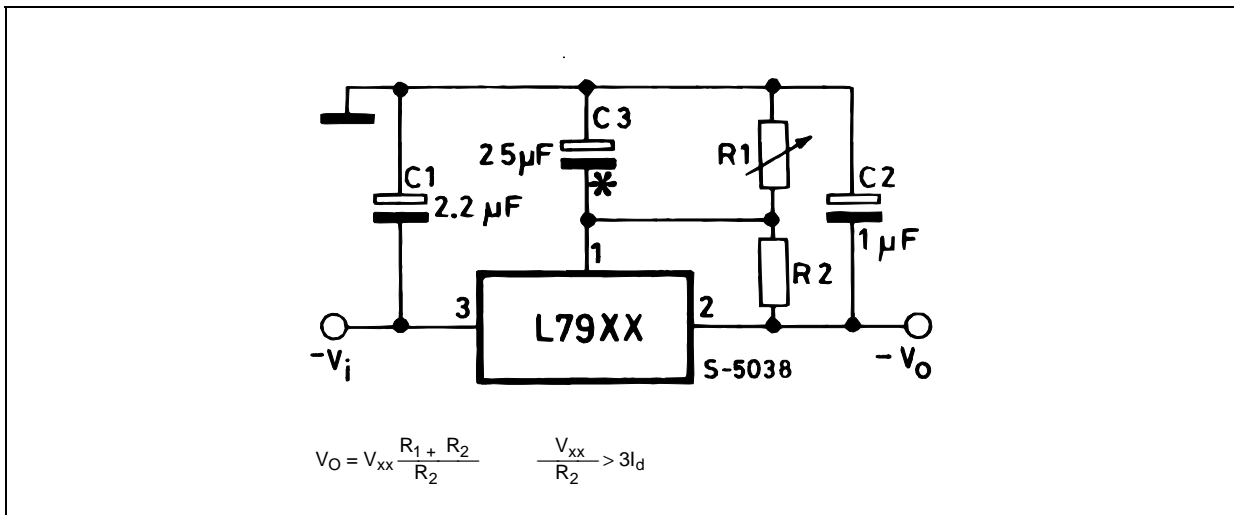 C3
25μF
*
R1
C1
2.2 μF
C2
1 μF
1
R2
3
2
L79XX
-Vi
-VO
S-5038
VO = Vxx (R1 + R2) / R2
Vxx / R2 > 3Id